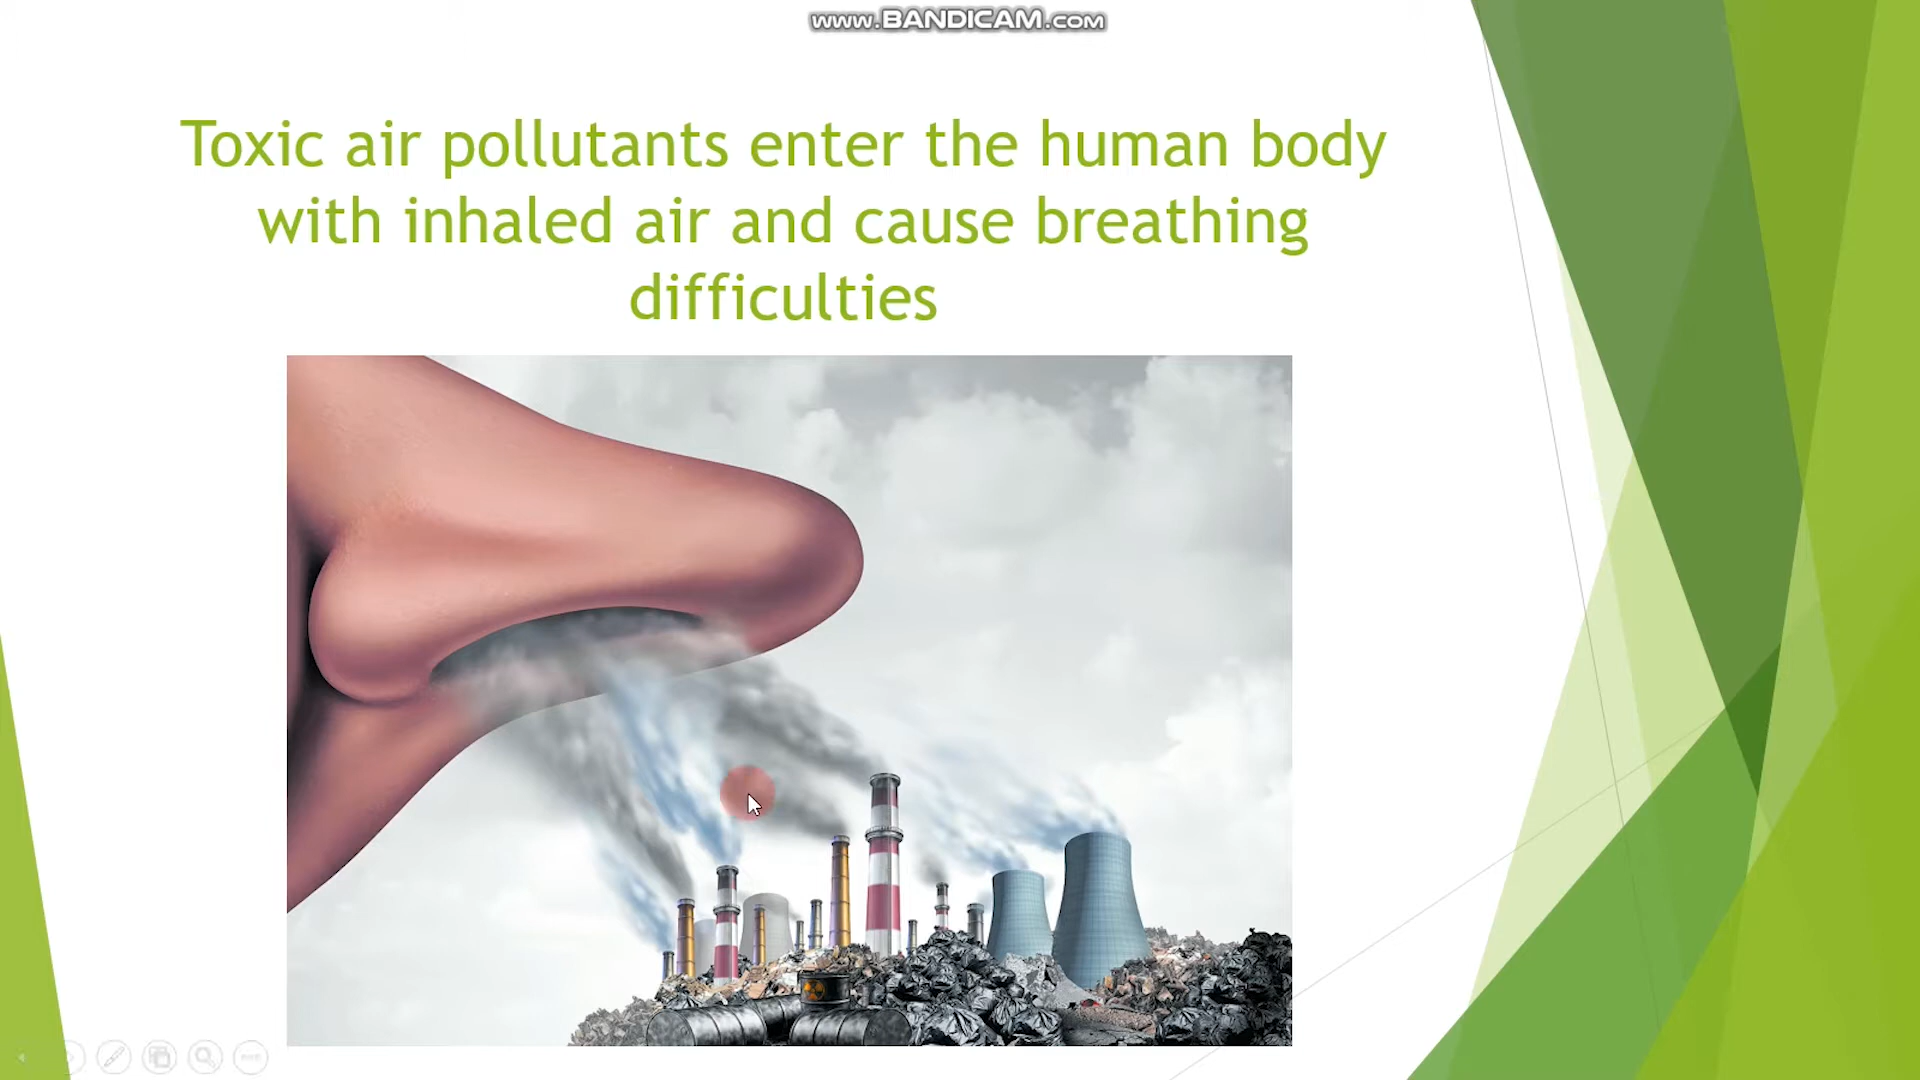 www.BANDICAM.com
Toxic air pollutants enter the human body
with inhaled air and cause breathing
difficulties